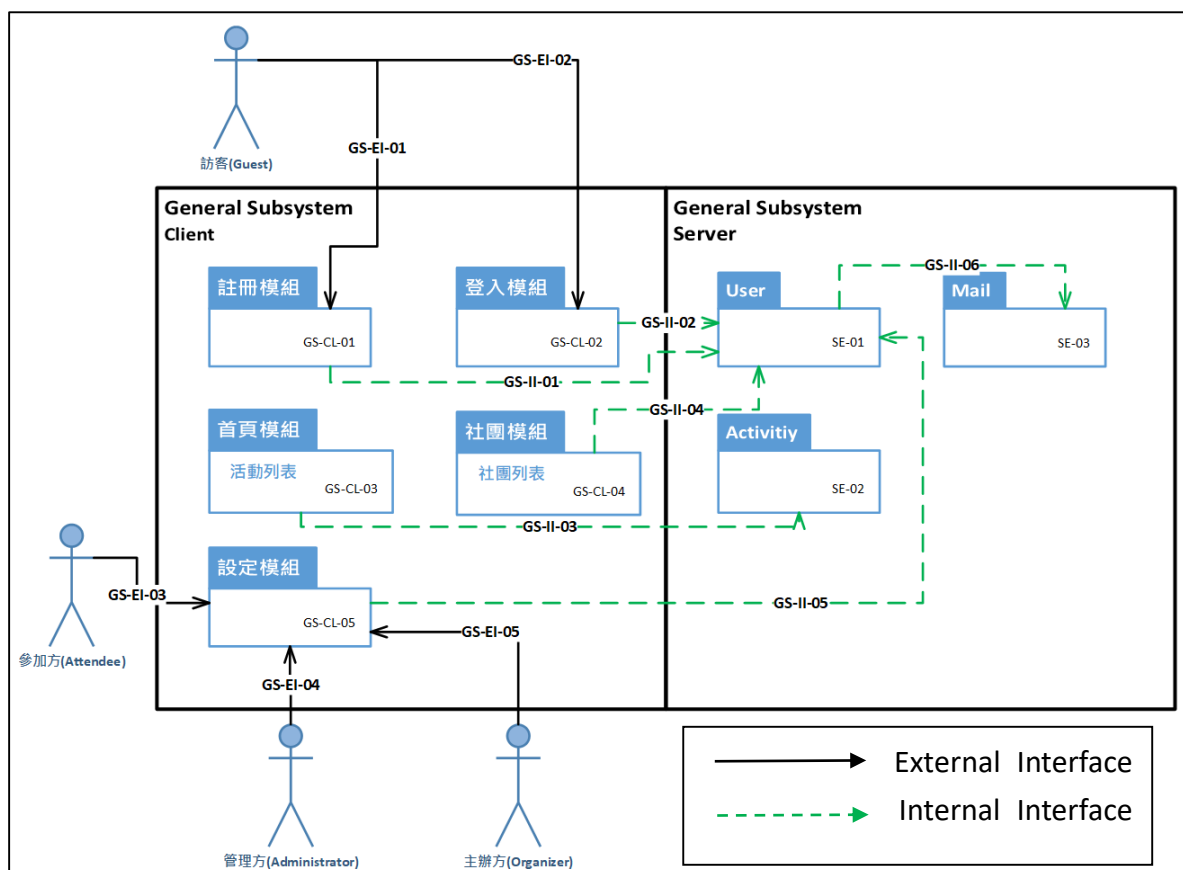 GS-EI-02
GS-EI-01
訪客(Guest)
General Subsystem
Client
General Subsystem
Server
註冊模組
GS-CL-01
登入模組
GS-CL-02
User
SE-01
GS-II-06
Mail
SE-03
GS-II-02
GS-II-01
GS-II-04
首頁模組
活動列表
GS-CL-03
社團模組
社團列表
GS-CL-04
Activitiy
SE-02
GS-II-03
設定模組
GS-CL-05
GS-EI-03
GS-II-05
GS-EI-05
參加方(Attendee)
GS-EI-04
管理方(Administrator)
主辦方(Organizer)
External Interface
Internal Interface